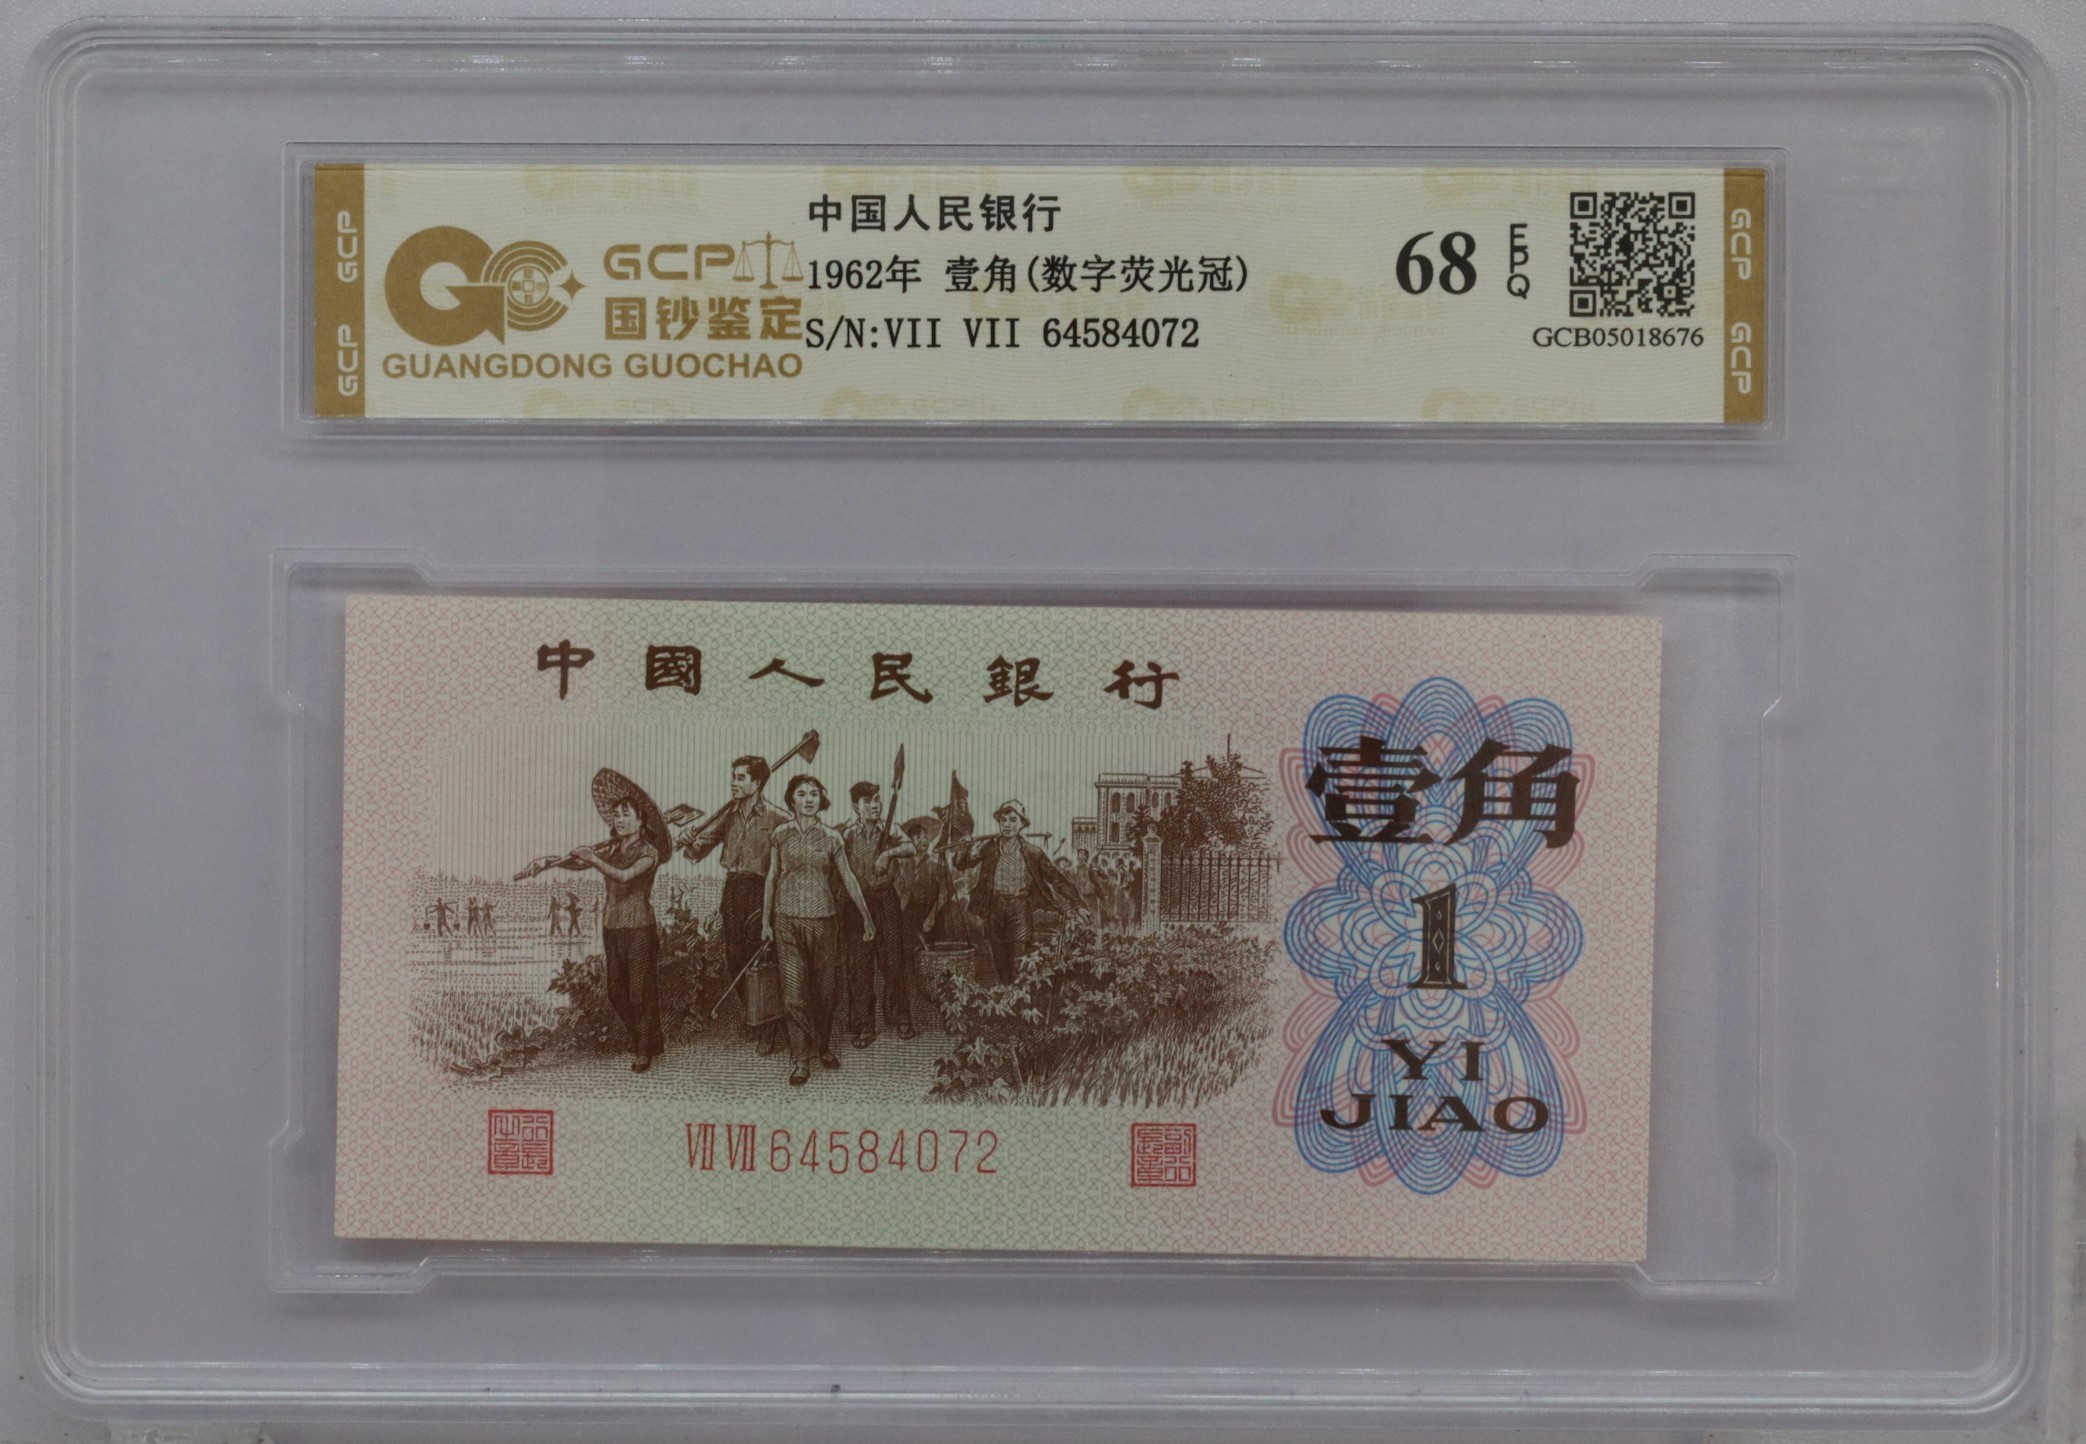 GCP GCP
GCP
国钞鉴定
GUANGDONG GUOCHAO
中国人民银行
1962年 壹角(数字荧光冠)
S/N:VII VII 64584072
68 EPQ
GCB05018676
GCP GCP
中國人民銀行
壹角
1
YI
JIAO
VII VII 64584072